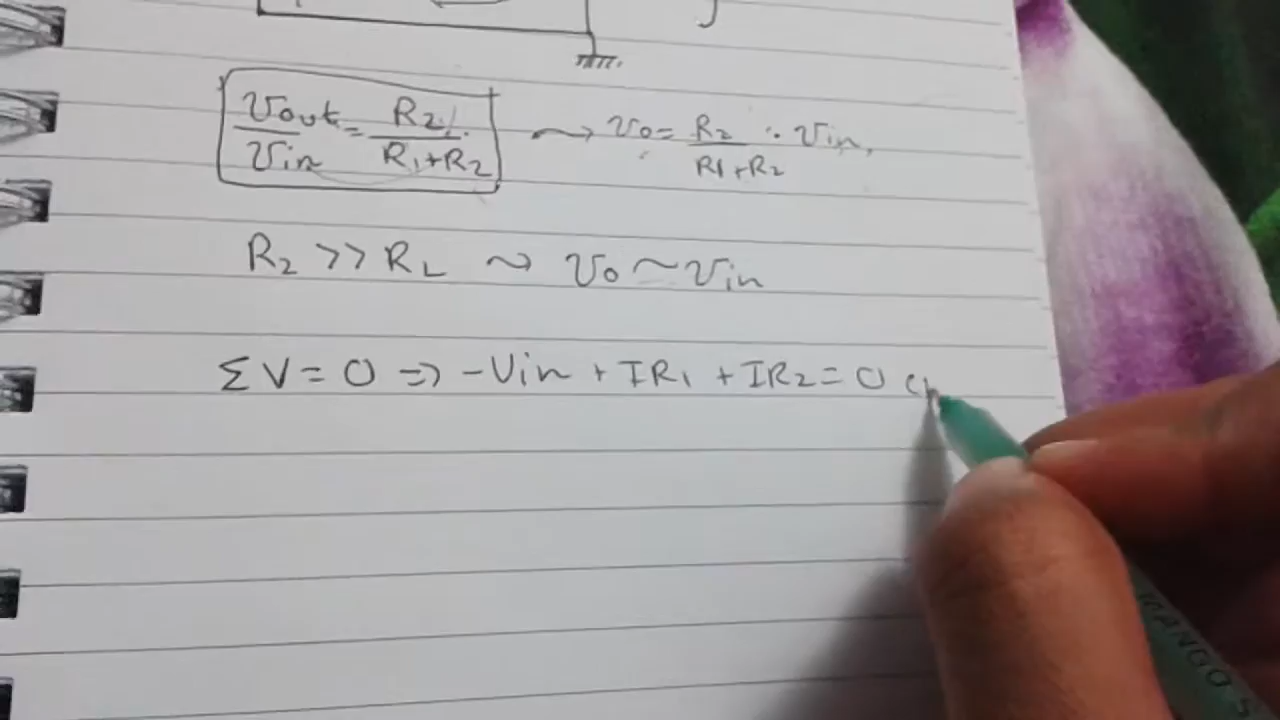 Vout/Vin = R2/R1+R2 → Vo = R2/R1+R2 · Vin
R2 >> RL ~> Vo ~ Vin
ΣV = 0 => -Vin + IR1 + IR2 = 0